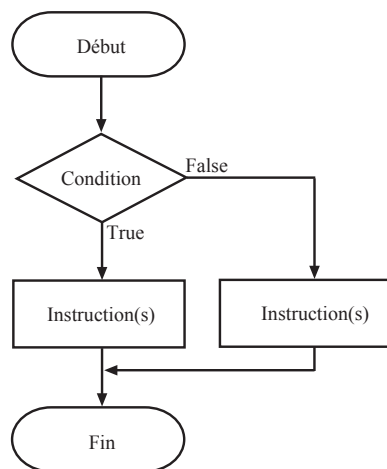 Début
False
Condition
True
Instruction(s)
Instruction(s)
Fin